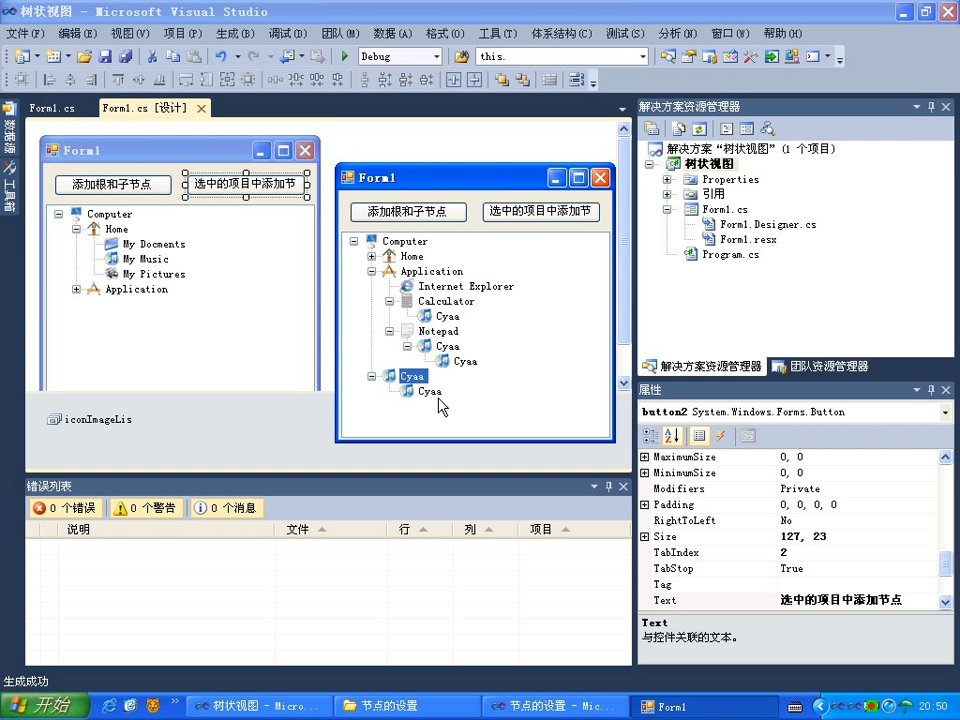 树状视图 - Microsoft Visual Studio
文件(F) 编辑(E) 视图(V) 项目(P) 生成(B) 调试(D) 团队(M) 数据(A) 格式(O) 工具(T) 体系结构(C) 测试(S) 分析(N) 窗口(W) 帮助(H)
Debug this.
数据源
工具箱
Form1.cs Form1.cs [设计]
Form1
添加根和子节点 选中的项目中添加节
Computer
Home
My Docments
My Music
My Pictures
Application
iconImageLis
Form1
添加根和子节点 选中的项目中添加节
Computer
Home
Application
Internet Explorer
Calculator
Cyaa
Notepad
Cyaa
Cyaa
Cyaa
Cyaa
错误列表
0 个错误 0 个警告 0 个消息
说明 文件 行 列 项目
解决方案资源管理器
解决方案“树状视图”(1 个项目)
树状视图
Properties
引用
Form1.cs
Form1.Designer.cs
Form1.resx
Program.cs
解决方案资源管理器 团队资源管理器
属性
button2 System.Windows.Forms.Button
MaximumSize 0, 0
MinimumSize 0, 0
Modifiers Private
Padding 0, 0, 0, 0
RightToLeft No
Size 127, 23
TabIndex 2
TabStop True
Tag
Text 选中的项目中添加节点
Text
与控件关联的文本。
生成成功
开始 树状视图 - Micro... 节点的设置 节点的设置 - Mic... Form1 20:50